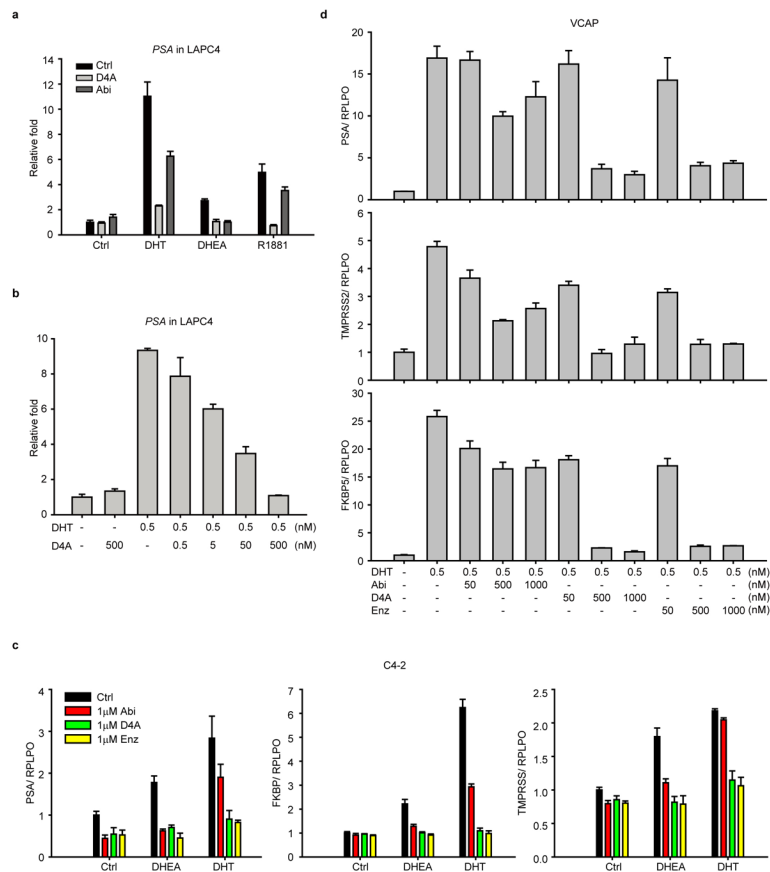 a
PSA in LAPC4
Ctrl
D4A
Abi
Relative fold
14
12
10
8
6
4
2
0
Ctrl DHT DHEA R1881
b
PSA in LAPC4
Relative fold
10
8
6
4
2
0
DHT - - 0.5 0.5 0.5 0.5 0.5 (nM)
D4A - 500 - 0.5 5 50 500 (nM)
d
VCAP
PSA/ RPLPO
20
15
10
5
0
TMPRSS2/ RPLPO
6
5
4
3
2
1
0
FKBP5/ RPLPO
30
25
20
15
10
5
0
DHT - 0.5 0.5 0.5 0.5 0.5 0.5 0.5 0.5 0.5 0.5 (nM)
Abi - - 50 500 1000 - - - - - - (nM)
D4A - - - - - 50 500 1000 - - - (nM)
Enz - - - - - - - - 50 500 1000 (nM)
c
C4-2
Ctrl
1μM Abi
1μM D4A
1μM Enz
PSA/ RPLPO
4
3
2
1
0
Ctrl DHEA DHT
FKBP/ RPLPO
7
6
5
4
3
2
1
0
Ctrl DHEA DHT
TMPRSS/ RPLPO
2.5
2.0
1.5
1.0
0.5
0.0
Ctrl DHEA DHT